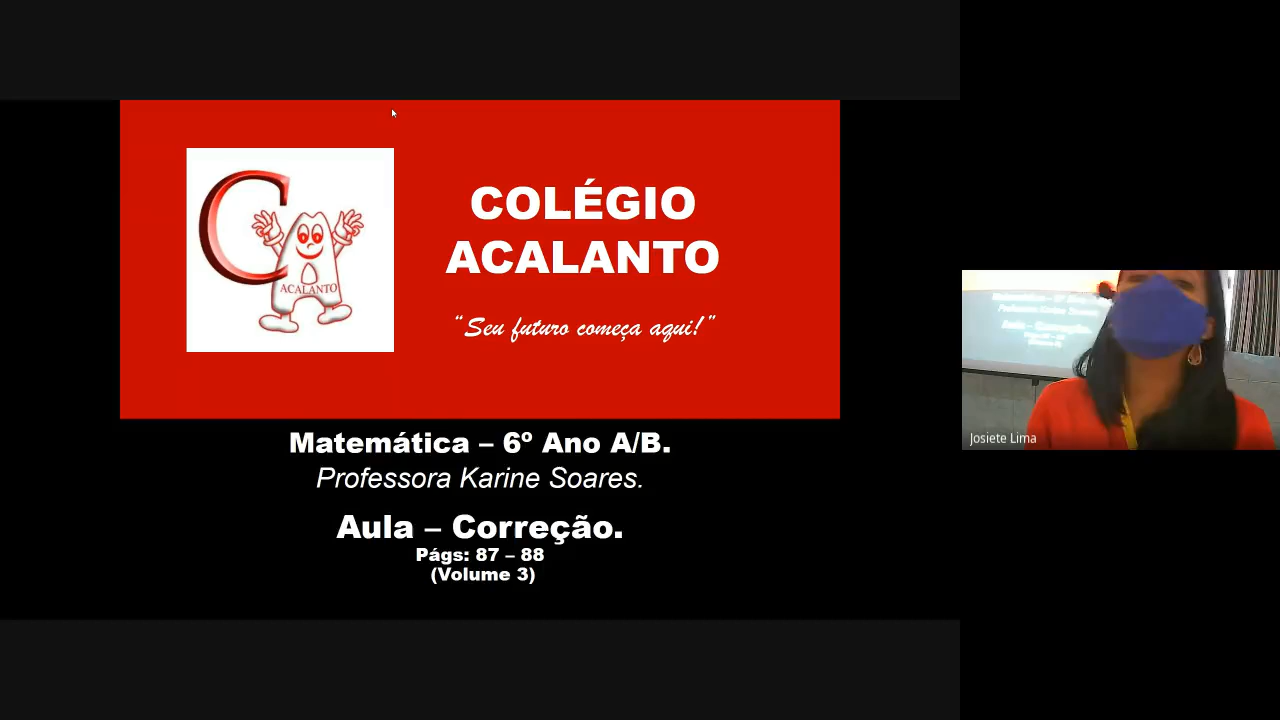 COLÉGIO
ACALANTO
ACALANTO
“Seu futuro começa aqui!”
Matemática – 6º Ano A/B.
Professora Karine Soares.
Aula – Correção.
Págs: 87 – 88
(Volume 3)
Josiete Lima